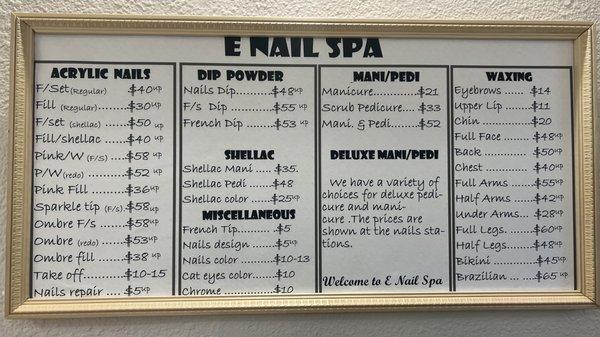 E NAIL SPA
ACRYLIC NAILS
F/Set(Regular) $40up
Fill (Regular).......$30up
F/set (shellac) .....$50 up
Fill/shellac ......$40 up
Pink/W (F/S) ....$58 up
P/W(redo) .......$52 up
Pink Fill ........$36up
Sparkle tip (F/S).$58up
Ombre F/S ....$58up
Ombre (redo) .....$53up
Ombre fill ......$38 up
Take off.........$10-15
Nails repair ....$5up
DIP POWDER
Nails Dip.........$48up
F/s Dip ..........$55 up
French Dip .......$53 up
SHELLAC
Shellac Mani .....$35.
Shellac Pedi ......$48
Shellac color .....$25up
MISCELLANEOUS
French Tip.........$5
Nails design ......$5up
Nails color.......$10-13
Cat eyes color....$10
Chrome ............$10
MANI/PEDI
Manicure........$21
Scrub Pedicure.... $33
Mani. & Pedi......$52
DELUXE MANI/PEDI
We have a variety of
choices for deluxe pedi-
cure and mani-
cure .The prices are
shown at the nails sta-
tions.
Welcome to E Nail Spa
WAXING
Eyebrows ...... $14
Upper Lip .....$11
Chin ...........$20
Full Face ......$48up
Back ..........$50up
Chest .........$40up
Full Arms .....$55up
Half Arms .....$42up
Under Arms... $28up
Full Legs......$60up
Half Legs.....$48up
Bikini ........$45up
Brazilian .....$65 up